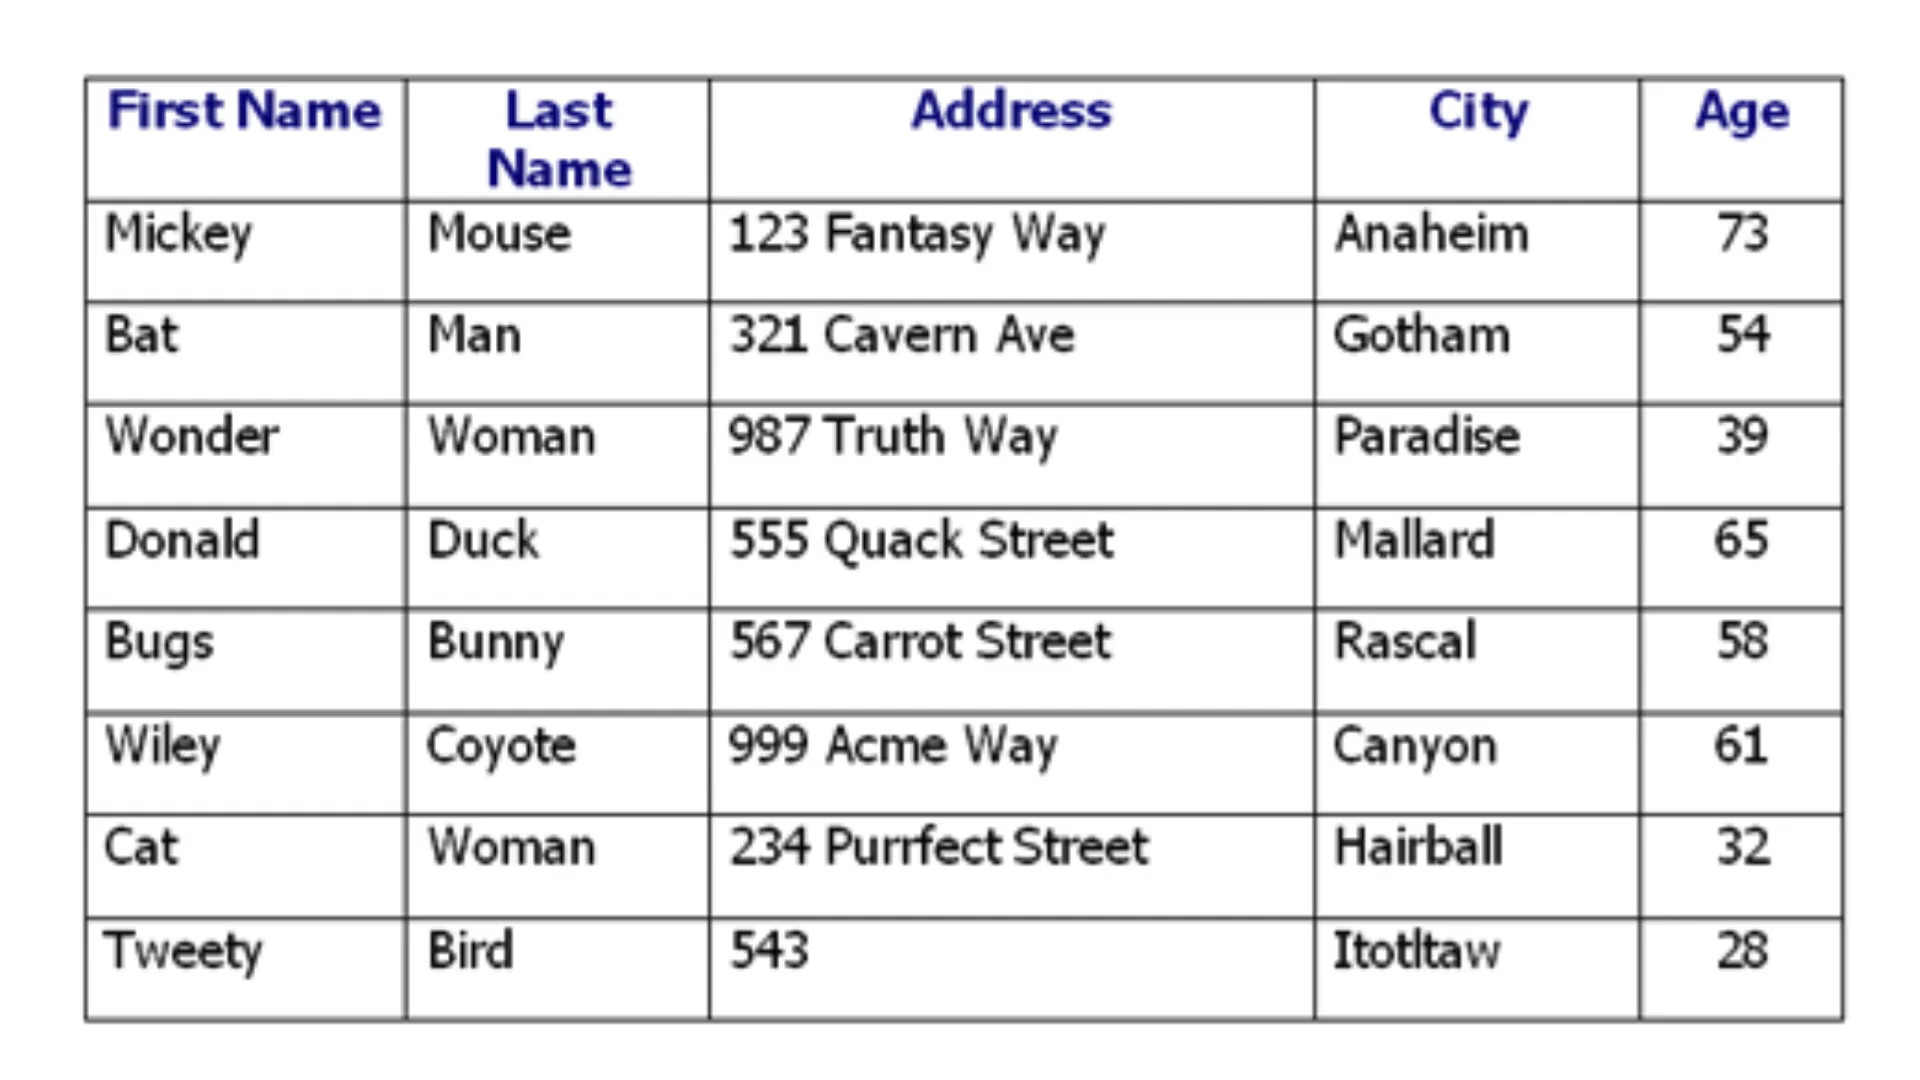 First Name Last Name Address City Age
Mickey Mouse 123 Fantasy Way Anaheim 73
Bat Man 321 Cavern Ave Gotham 54
Wonder Woman 987 Truth Way Paradise 39
Donald Duck 555 Quack Street Mallard 65
Bugs Bunny 567 Carrot Street Rascal 58
Wiley Coyote 999 Acme Way Canyon 61
Cat Woman 234 Purrfect Street Hairball 32
Tweety Bird 543 Itotltaw 28